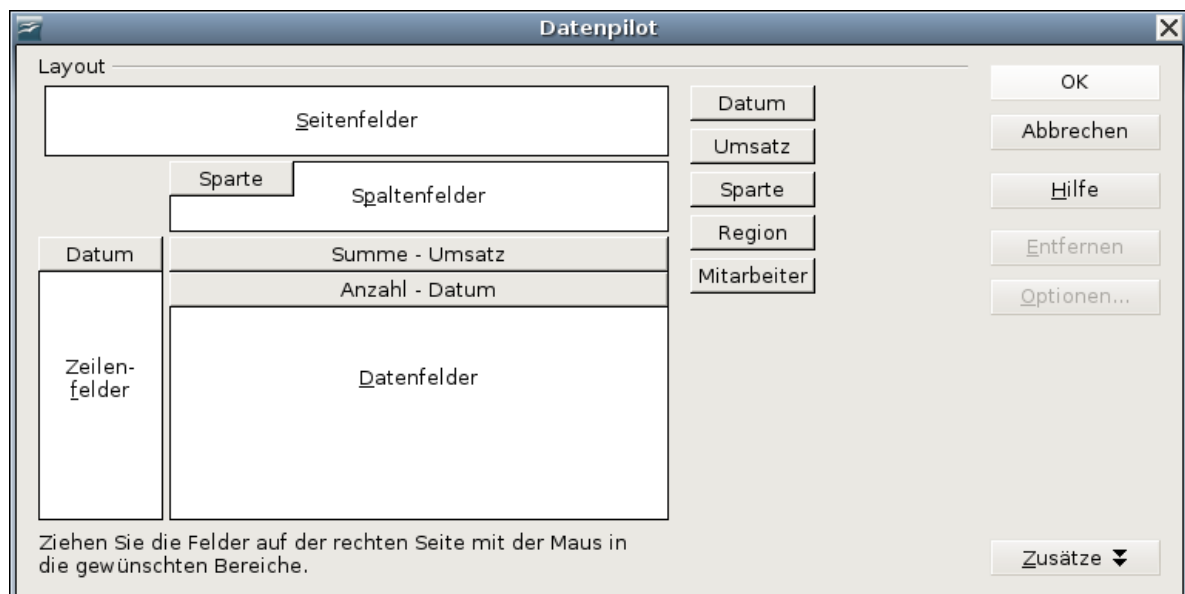 Datenpilot
Layout
Seitenfelder
Sparte
Spaltenfelder
Datum
Summe - Umsatz
Anzahl - Datum
Zeilen-
felder
Datenfelder
Datum
Umsatz
Sparte
Region
Mitarbeiter
OK
Abbrechen
Hilfe
Entfernen
Optionen...
Ziehen Sie die Felder auf der rechten Seite mit der Maus in
die gewünschten Bereiche.
Zusätze